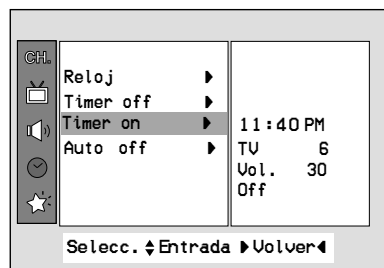 CH.
Reloj
Timer off
Timer on
Auto off
11:40 PM
TV 6
Vol. 30
Off
Selecc. Entrada Volver